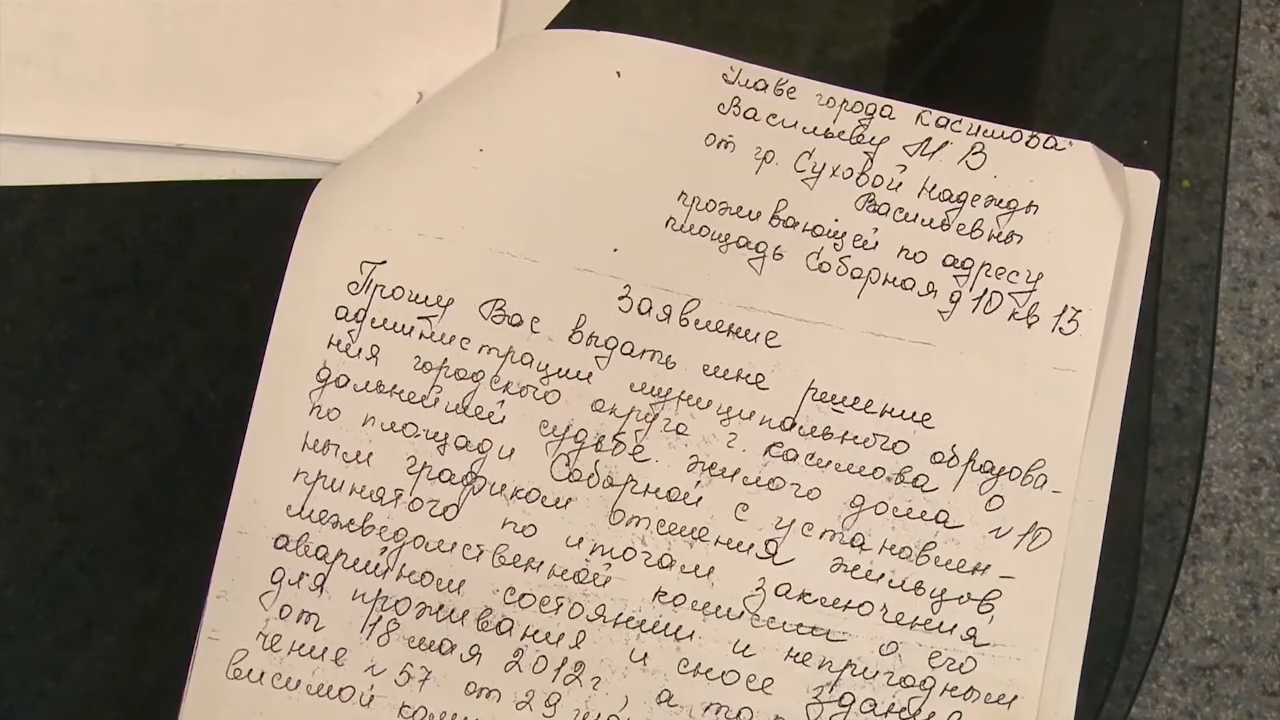 Главе города Касимова
Васильеву М. В.
от гр. Суховой Надежды
Васильевны
проживающей по адресу
площадь Соборная д 10 кв 13
Заявление
Прошу Вас выдать мне решение
администрации муниципального образова-
ния городского округа г. Касимова о
дальнейшей судьбе жилого дома N 10
по площади Соборной с установлен-
ным графиком отселения жильцов,
принятого по итогам заключения
межведомственной комиссии о его
аварийном состоянии и непригодным
для проживания и сносе здания
от 18 мая 2012 г, а
чение N 57 от 29
висимой